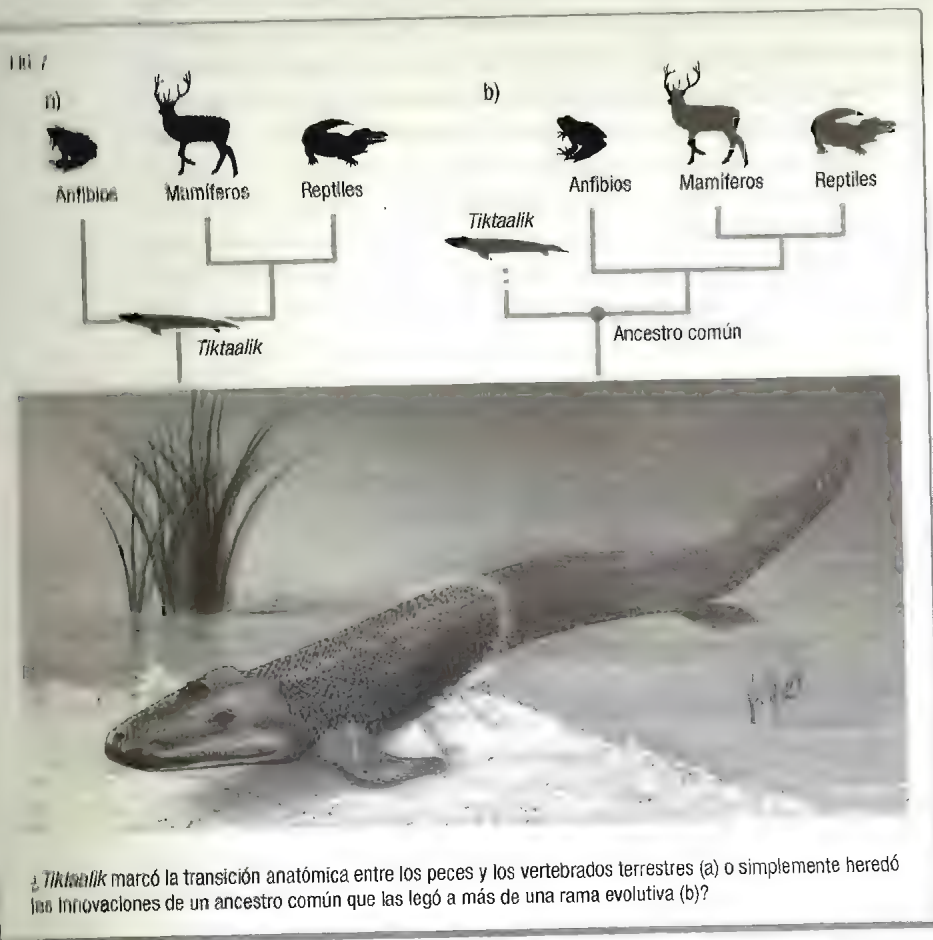 a)
b)
Anfibios
Mamíferos
Reptiles
Anfibios
Mamíferos
Reptiles
Tiktaalik
Tiktaalik
Ancestro común
¿Tiktaalik marcó la transición anatómica entre los peces y los vertebrados terrestres (a) o simplemente heredó
las innovaciones de un ancestro común que las legó a más de una rama evolutiva (b)?